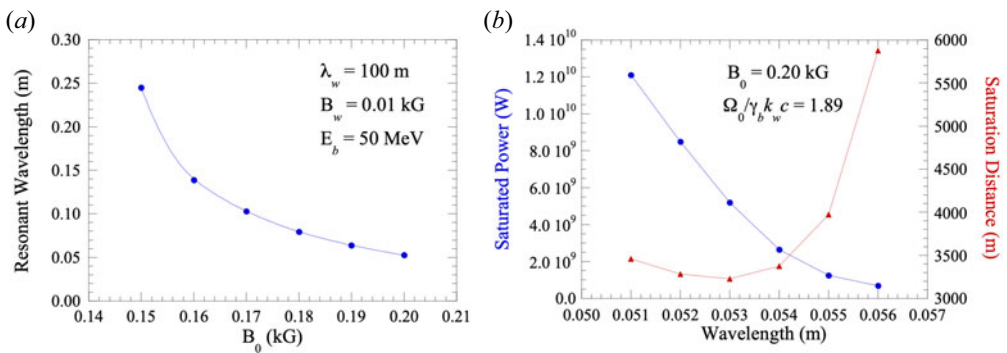 (a)
0.30
0.25
0.20
0.15
0.10
0.05
0.00
Resonant Wavelength (m)
λw = 100 m
Bw = 0.01 kG
Eb = 50 MeV
0.14 0.15 0.16 0.17 0.18 0.19 0.20 0.21
B0 (kG)
(b)
1.4 10^10
1.2 10^10
1.0 10^10
8.0 10^9
6.0 10^9
4.0 10^9
2.0 10^9
0.0
Saturated Power (W)
B0 = 0.20 kG
Ω0/γbkwc = 1.89
6000
5500
5000
4500
4000
3500
3000
Saturation Distance (m)
0.050 0.051 0.052 0.053 0.054 0.055 0.056 0.057
Wavelength (m)